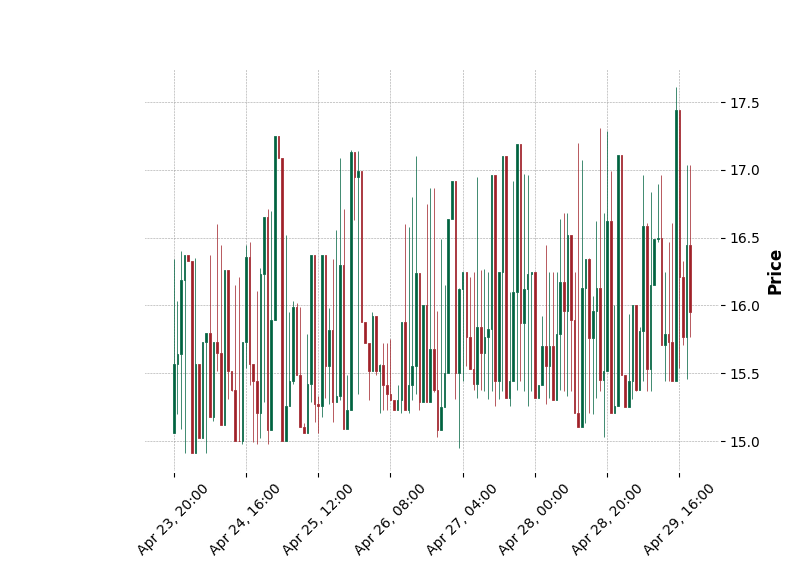 17.5
17.0
16.5
16.0
15.5
15.0
Price
Apr 23, 20:00
Apr 24, 16:00
Apr 25, 12:00
Apr 26, 08:00
Apr 27, 04:00
Apr 28, 00:00
Apr 28, 20:00
Apr 29, 16:00